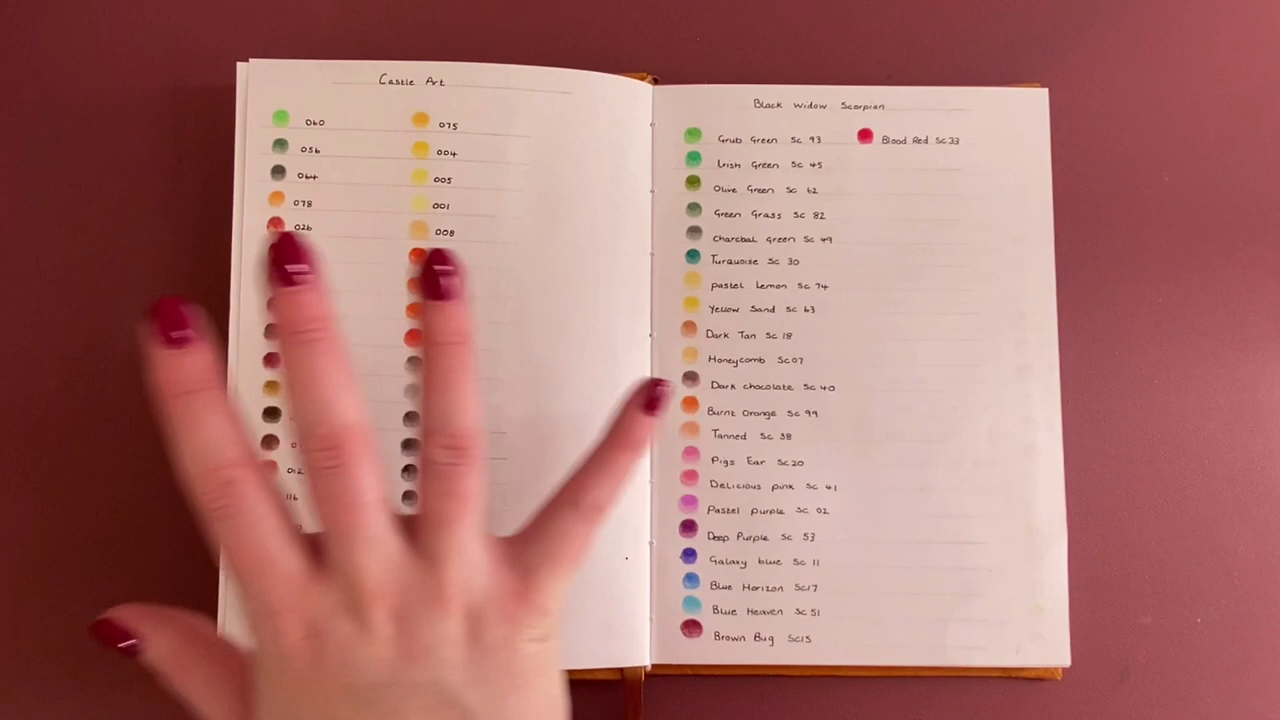 Castle Art
060
056
064
078
026
012
116
075
004
005
001
008
Black Widow Scorpion
Grub Green Sc 93
Irish Green Sc 45
Olive Green Sc 62
Green Grass Sc 82
Charcoal Green Sc 49
Turquoise Sc 30
pastel Lemon Sc 74
Yellow Sand Sc 63
Dark Tan Sc 18
Honeycomb Sc07
Dark chocolate Sc 40
Burnt Orange Sc 99
Tanned Sc 38
Pigs Ear Sc20
Delicious pink Sc 41
Pastel purple Sc 02
Deep Purple Sc 53
Galaxy blue Sc 11
Blue Horizon Sc17
Blue Heaven Sc 51
Brown Bug Sc15
Blood Red Sc33